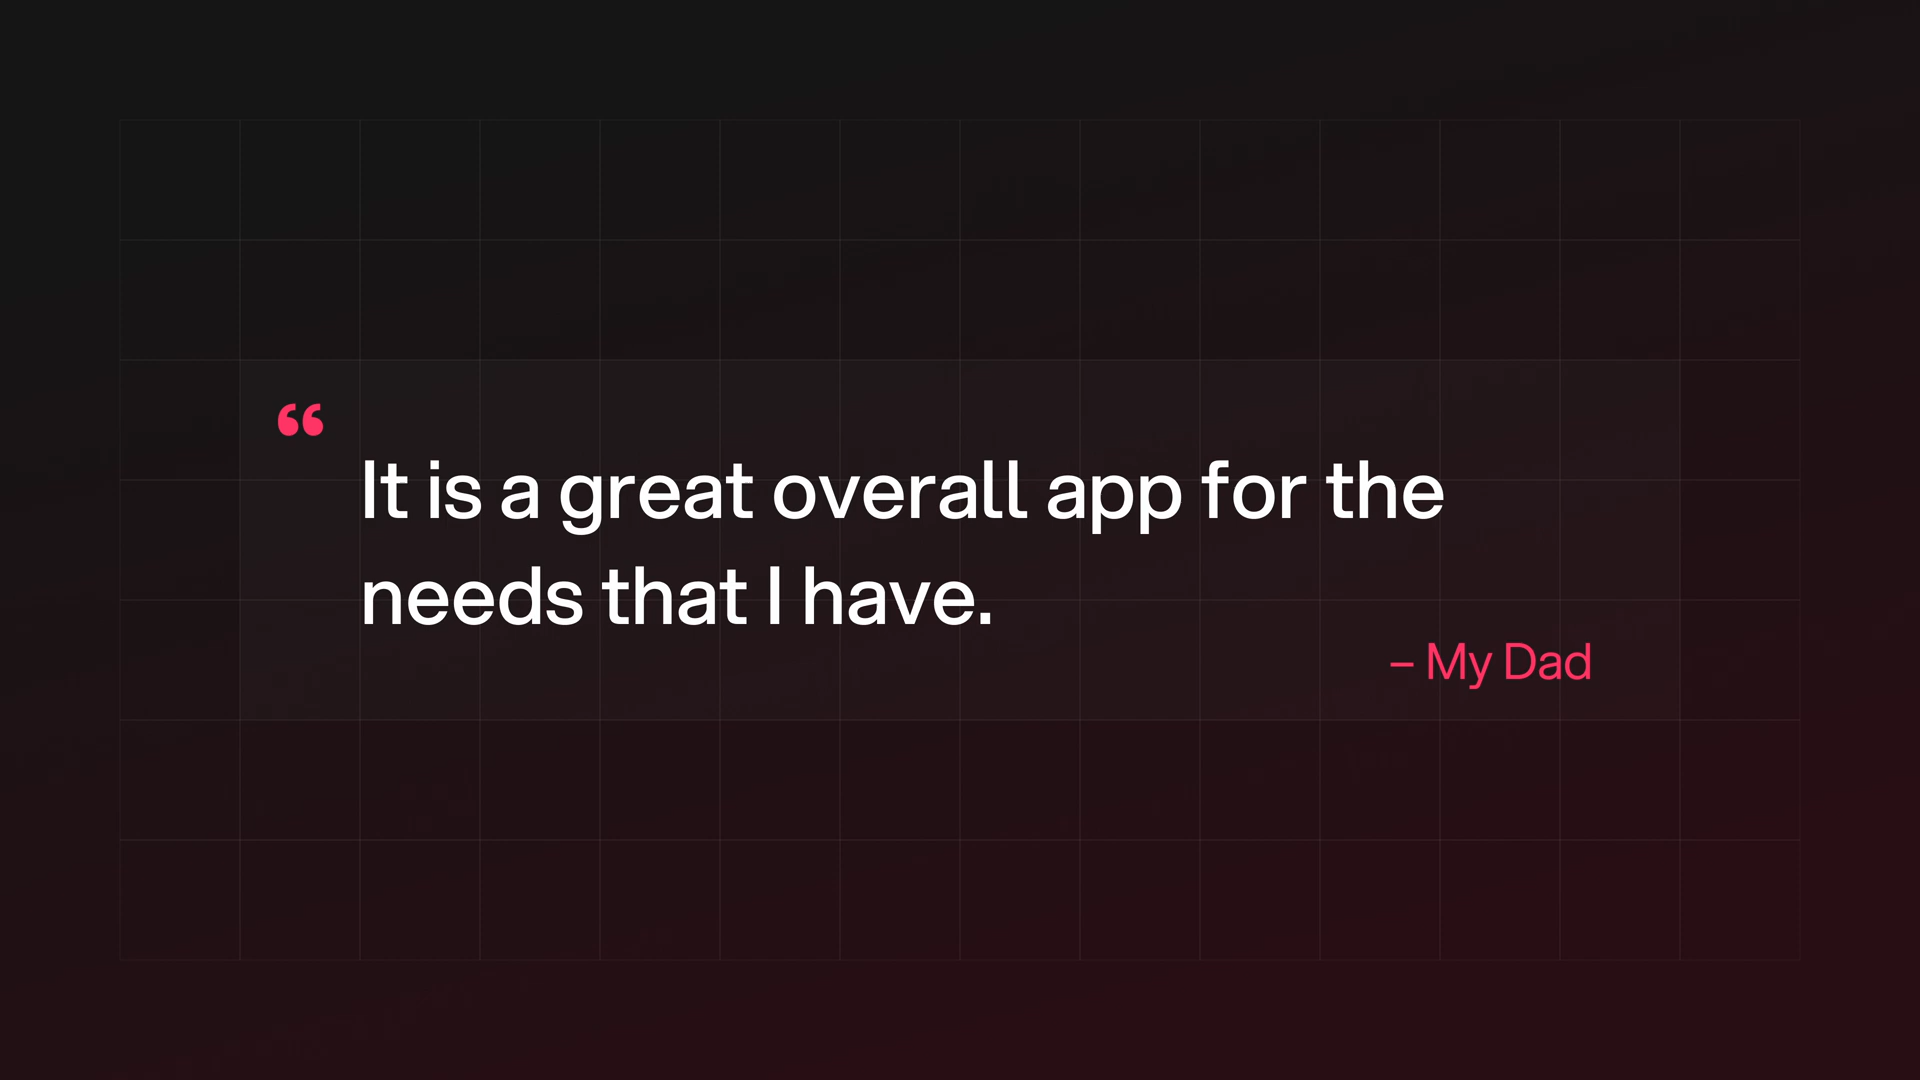 “
It is a great overall app for the
needs that I have.
– My Dad